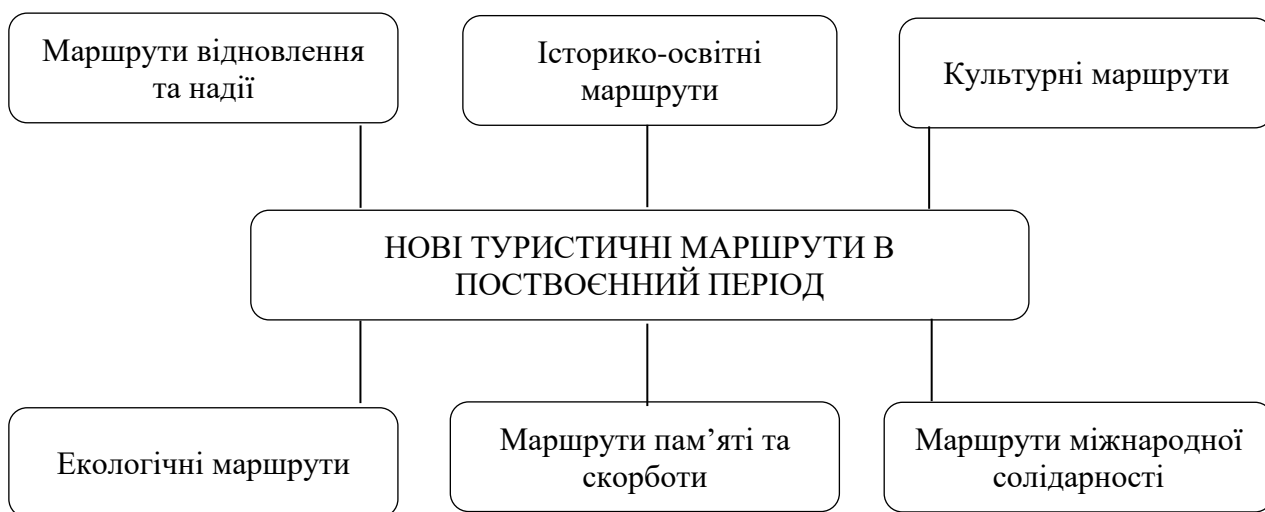 Маршрути відновлення
та надії
Історико-освітні
маршрути
Культурні маршрути
НОВІ ТУРИСТИЧНІ МАРШРУТИ В
ПОСТВОЄННИЙ ПЕРІОД
Екологічні маршрути
Маршрути пам’яті та
скорботи
Маршрути міжнародної
солідарності